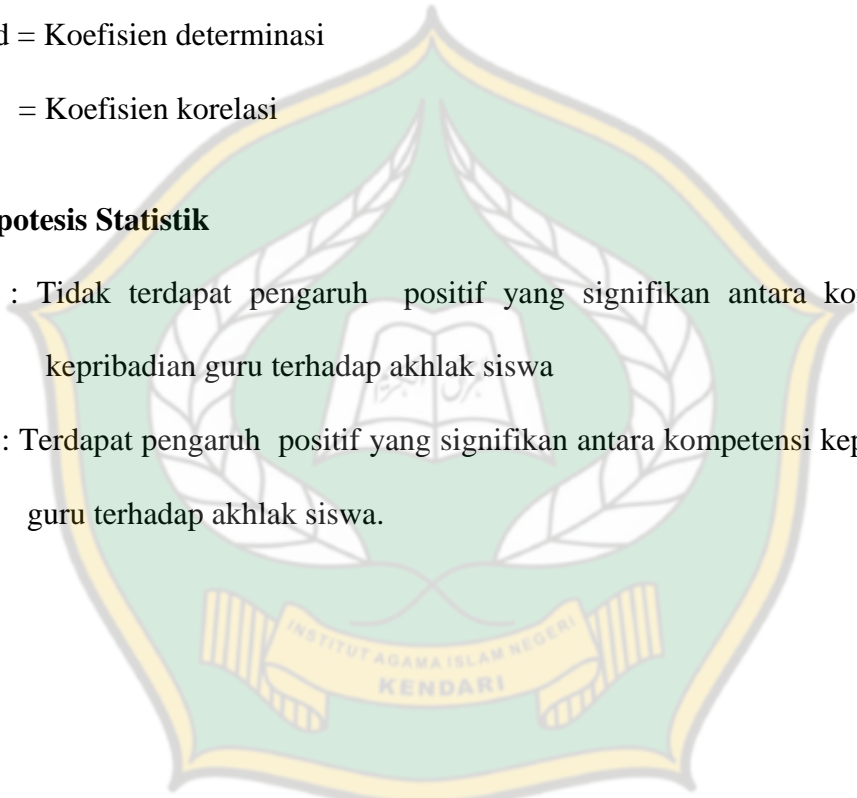 d = Koefisien determinasi
= Koefisien korelasi
potesis Statistik
: Tidak terdapat pengaruh positif yang signifikan antara ko
kepribadian guru terhadap akhlak siswa
: Terdapat pengaruh positif yang signifikan antara kompetensi kep
guru terhadap akhlak siswa.
INSTITUT AGAMA ISLAM NEGERI
KENDARI